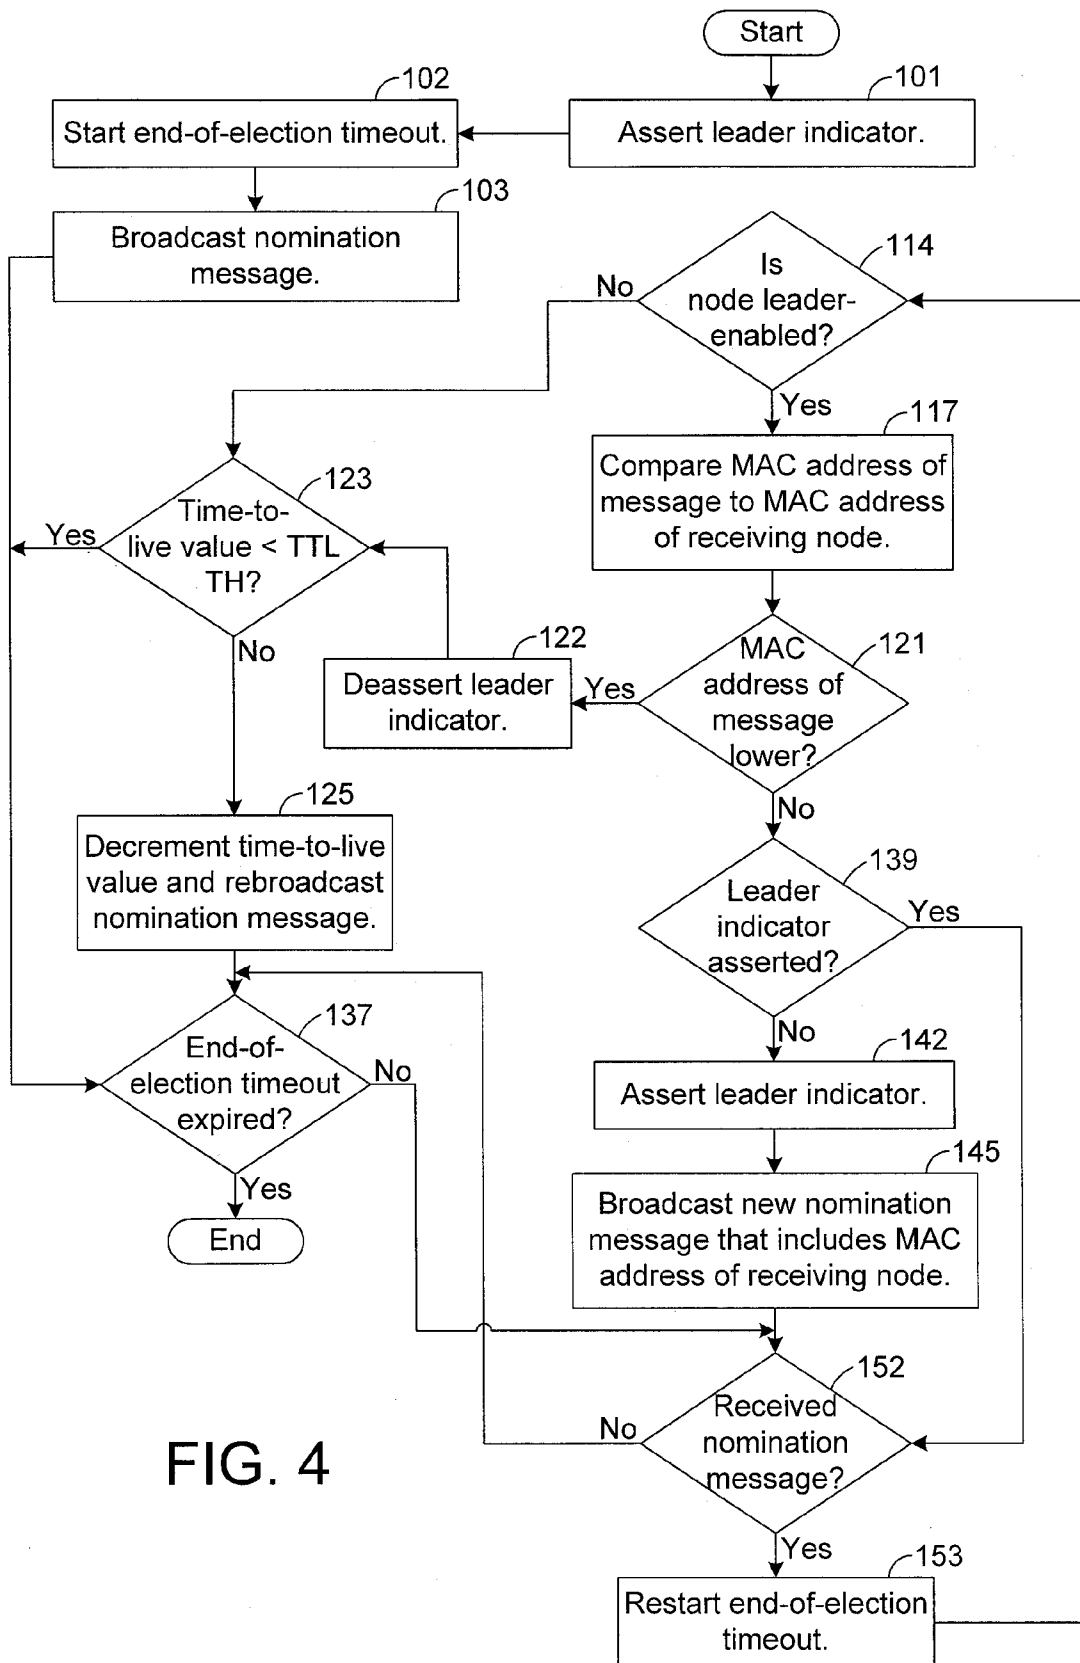 Start
102
101
Start end-of-election timeout.
Assert leader indicator.
103
Broadcast nomination
message.
114
Is
node leader-
enabled?
No
Yes
117
Compare MAC address of
message to MAC address
of receiving node.
123
Time-to-
live value < TTL
TH?
Yes
No
122
Deassert leader
indicator.
Yes
121
MAC
address of
message
lower?
No
125
Decrement time-to-live
value and rebroadcast
nomination message.
139
Leader
indicator
asserted?
Yes
No
137
End-of-
election timeout
expired?
No
Yes
End
142
Assert leader indicator.
145
Broadcast new nomination
message that includes MAC
address of receiving node.
152
Received
nomination
message?
No
Yes
153
Restart end-of-election
timeout.
FIG. 4